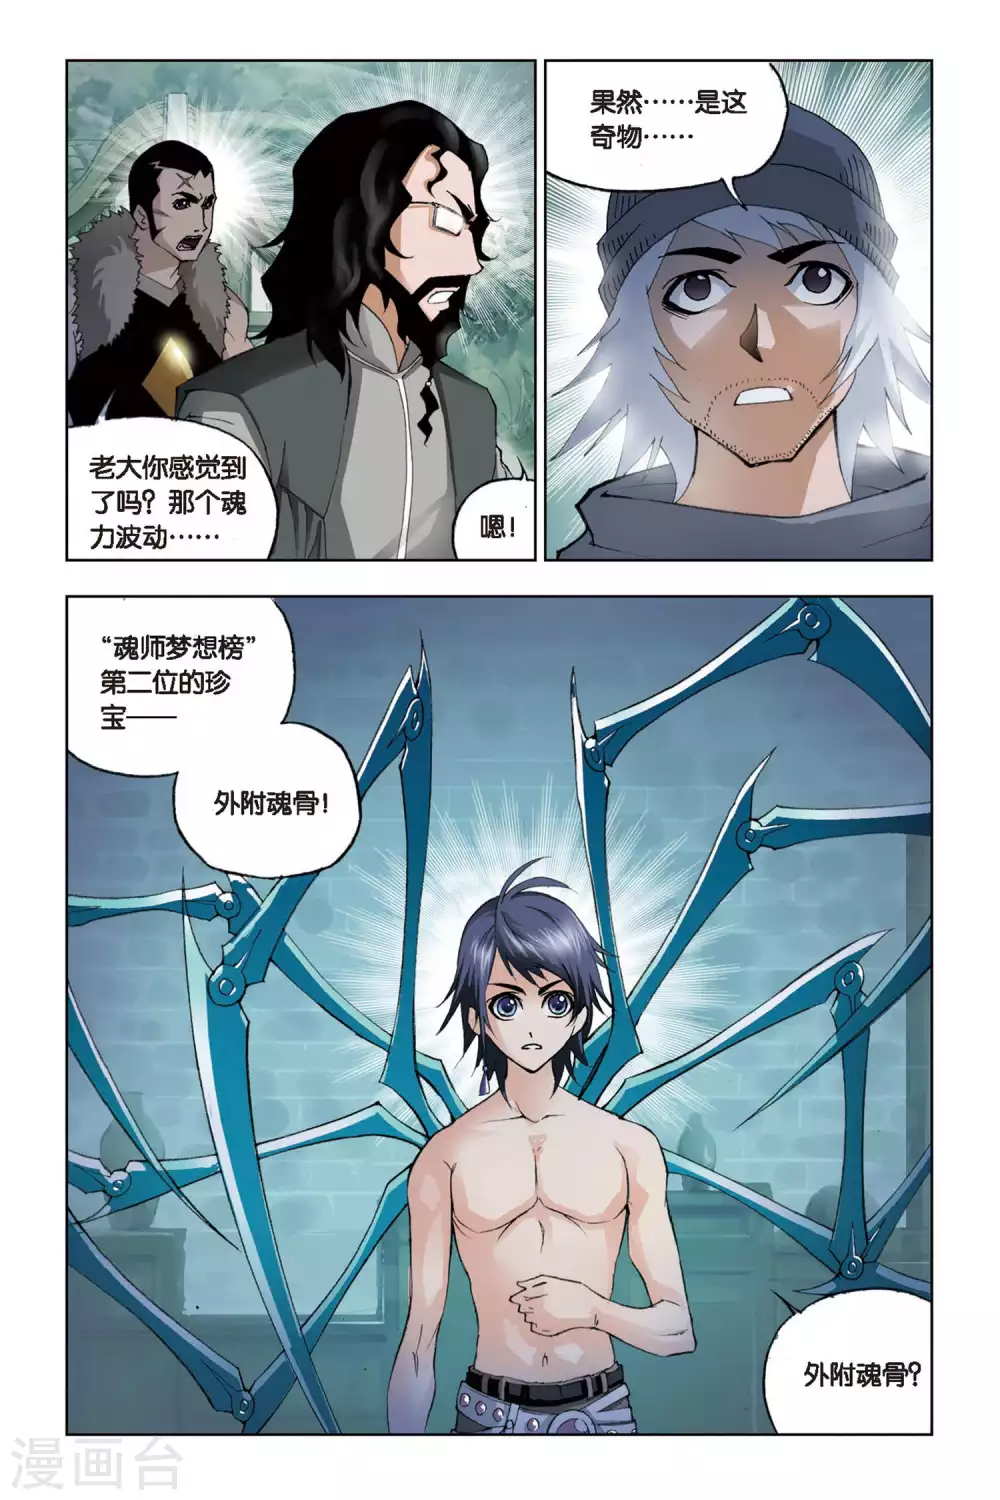 老大你感觉到
了吗？那个魂
力波动……
嗯！
果然……是这
奇物……
“魂师梦想榜”
第二位的珍
宝——
外附魂骨！
外附魂骨？
漫画台